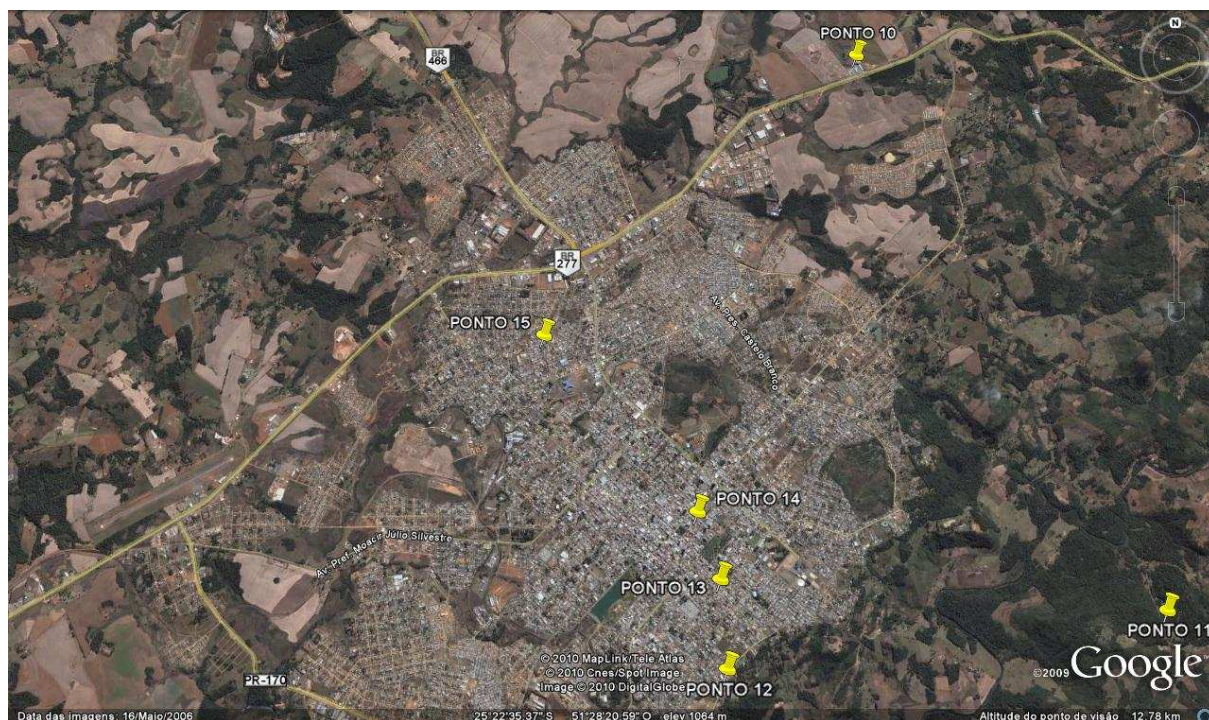 N
PONTO 10
BR
466
BR
277
Av. Pres. Castelo Branco
PONTO 15
PONTO 14
Av. Pref. Moacir Júlio Silvestre
PONTO 13
PONTO 11
© 2010 MapLink/Tele Atlas
© 2010 Cnes/Spot Image
Image © 2010 DigitalGlobe
©2009 Google™
PR-170
PONTO 12
Data das imagens: 16/Maio/2006
25°22'35.37" S 51°28'20.59" O elev 1064 m
Altitude do ponto de visão 12.78 km